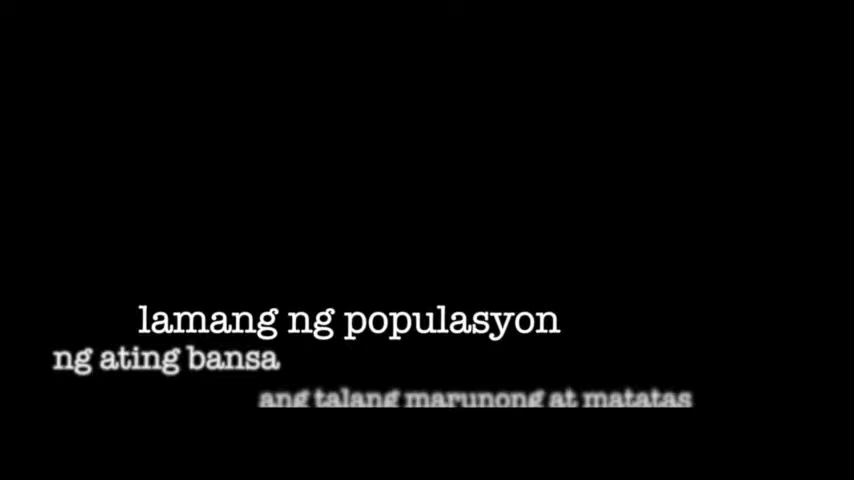 lamang ng populasyon
ng ating bansa
ang talang marunong at matatas